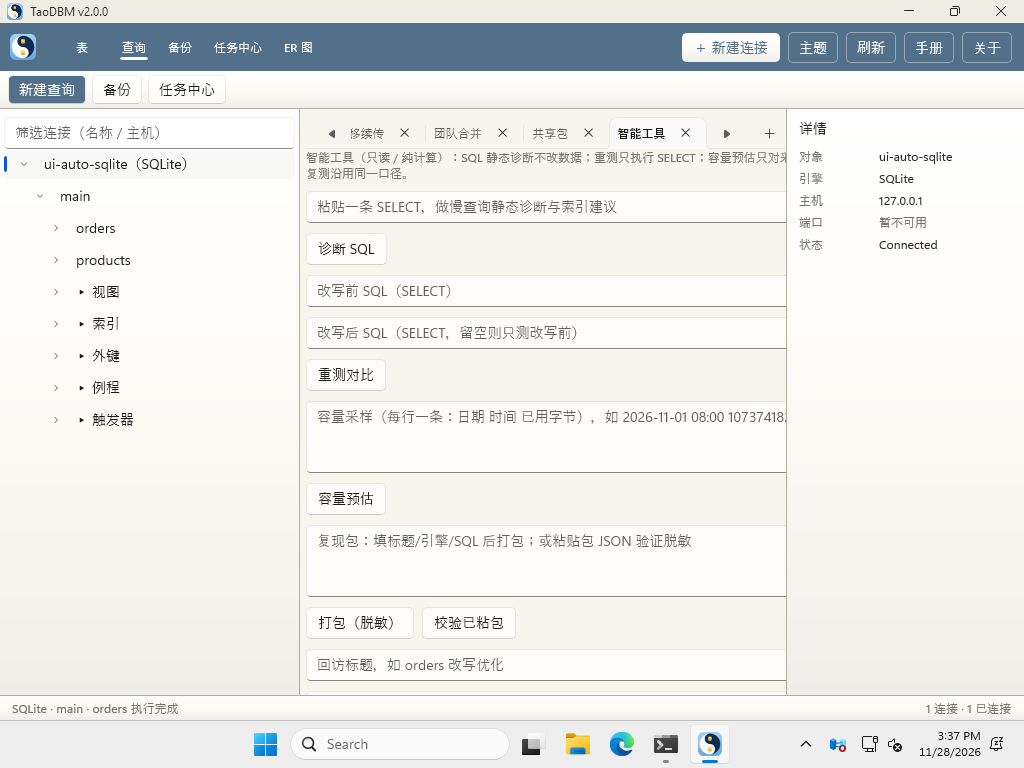 TaoDBM v2.0.0
表
查询
备份
任务中心
ER 图
+ 新建连接
主题
刷新
手册
关于
新建查询
备份
任务中心
筛选连接（名称 / 主机）
ui-auto-sqlite（SQLite）
main
orders
products
视图
索引
外键
例程
触发器
移续传
团队合并
共享包
智能工具
智能工具（只读 / 纯计算）：SQL 静态诊断不改数据；重测只执行 SELECT；容量预估只对来
复测沿用同一口径。
粘贴一条 SELECT，做慢查询静态诊断与索引建议
诊断 SQL
改写前 SQL（SELECT）
改写后 SQL（SELECT，留空则只测改写前）
重测对比
容量采样（每行一条：日期 时间 已用字节），如 2026-11-01 08:00 107374182
容量预估
复现包：填标题/引擎/SQL 后打包；或粘贴包 JSON 验证脱敏
打包（脱敏）
校验已粘包
回访标题，如 orders 改写优化
详情
对象 ui-auto-sqlite
引擎 SQLite
主机 127.0.0.1
端口 暂不可用
状态 Connected
SQLite · main · orders 执行完成
1 连接 · 1 已连接
Search
3:37 PM
11/28/2026